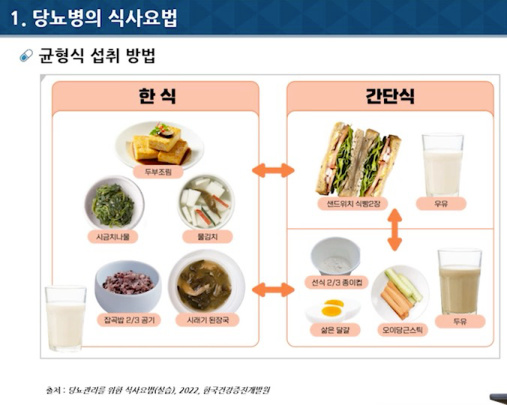 1. 당뇨병의 식사요법
균형식 섭취 방법
한 식
간단식
두부조림
샌드위치 식빵2장
우유
시금치나물
물김치
선식 2/3 종이컵
잡곡밥 2/3 공기
시래기 된장국
삶은 달걀
오이당근스틱
두유
출처 : 당뇨관리를 위한 식사요법(실습), 2022, 한국건강증진개발원